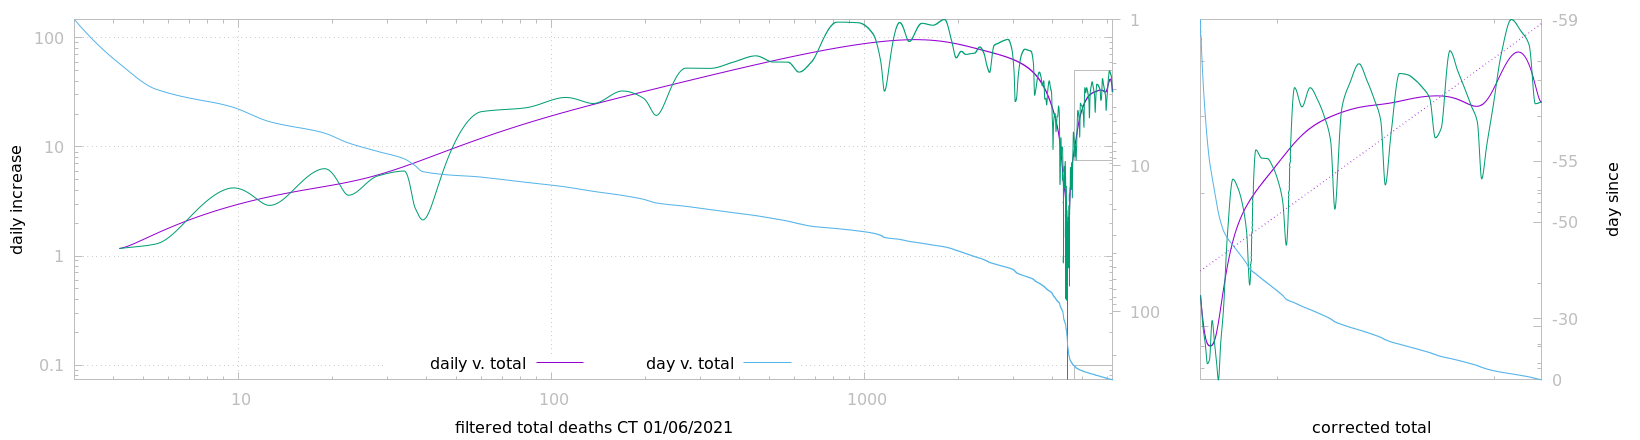 100
10
1
0.1
daily increase
10
100
1000
filtered total deaths CT 01/06/2021
daily v. total
day v. total
1
10
100
-59
-55
-50
-30
0
day since
corrected total